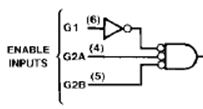 G1 (6)
ENABLE
INPUTS
G2A (4)
G2B (5)